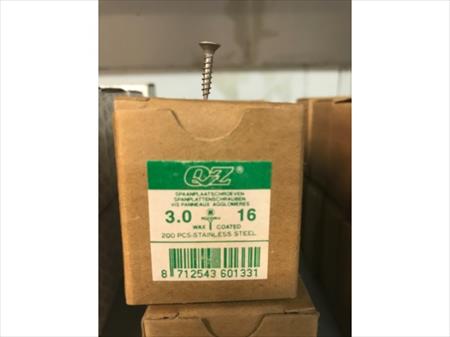 QZ®
SPAANPLAATSCHROEVEN
SPANPLATTENSCHRAUBEN
VIS PANNEAUX AGGLOMERES
3.0 16
WAX COATED
200 PCS-STAINLESS STEEL
8 712543 601331